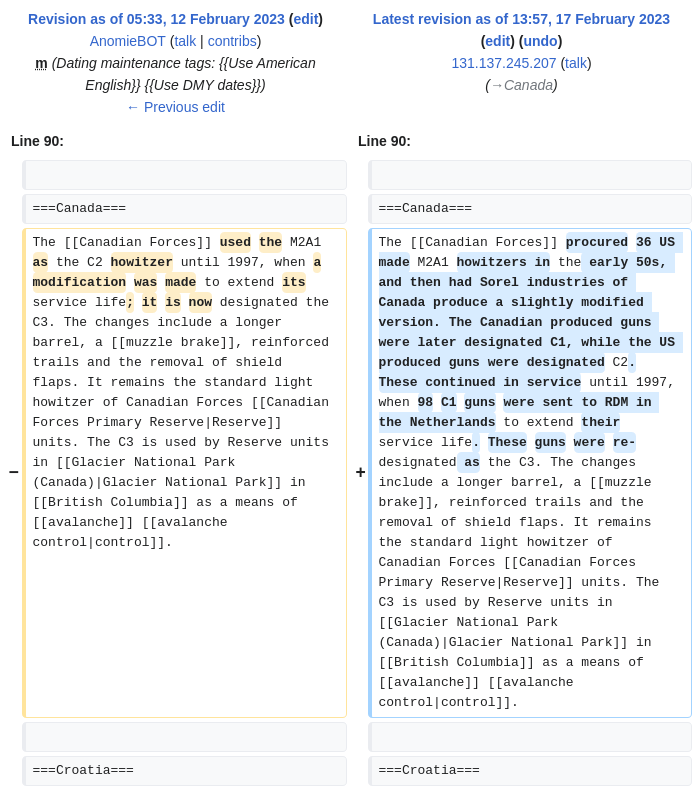 Revision as of 05:33, 12 February 2023 (edit)
AnomieBOT (talk | contribs)
m (Dating maintenance tags: {{Use American
English}} {{Use DMY dates}})
← Previous edit
Latest revision as of 13:57, 17 February 2023
(edit) (undo)
131.137.245.207 (talk)
(→Canada)
Line 90:
Line 90:
===Canada===
===Canada===
−
The [[Canadian Forces]] used the M2A1
as the C2 howitzer until 1997, when a
modification was made to extend its
service life; it is now designated the
C3. The changes include a longer
barrel, a [[muzzle brake]], reinforced
trails and the removal of shield
flaps. It remains the standard light
howitzer of Canadian Forces [[Canadian
Forces Primary Reserve|Reserve]]
units. The C3 is used by Reserve units
in [[Glacier National Park
(Canada)|Glacier National Park]] in
[[British Columbia]] as a means of
[[avalanche]] [[avalanche
control|control]].
+
The [[Canadian Forces]] procured 36 US
made M2A1 howitzers in the early 50s,
and then had Sorel industries of
Canada produce a slightly modified
version. The Canadian produced guns
were later designated C1, while the US
produced guns were designated C2.
These continued in service until 1997,
when 98 C1 guns were sent to RDM in
the Netherlands to extend their
service life. These guns were re-
designated as the C3. The changes
include a longer barrel, a [[muzzle
brake]], reinforced trails and the
removal of shield flaps. It remains
the standard light howitzer of
Canadian Forces [[Canadian Forces
Primary Reserve|Reserve]] units. The
C3 is used by Reserve units in
[[Glacier National Park
(Canada)|Glacier National Park]] in
[[British Columbia]] as a means of
[[avalanche]] [[avalanche
control|control]].
===Croatia===
===Croatia===